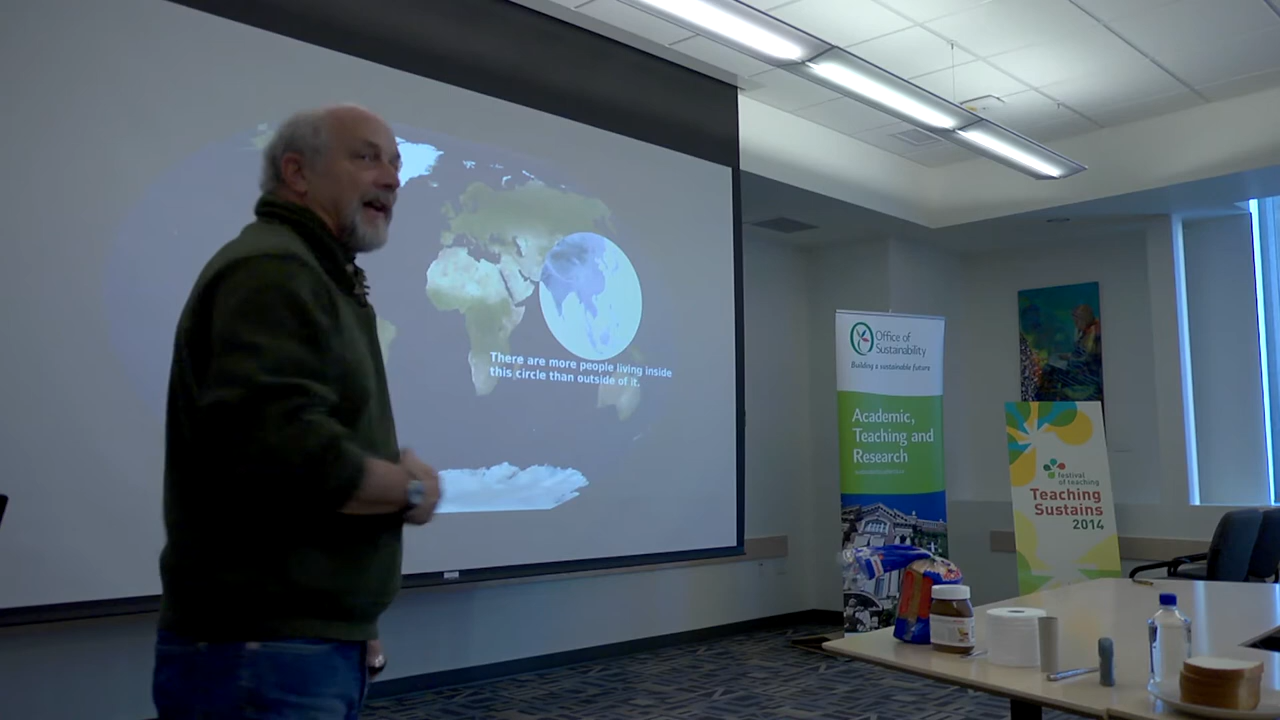 There are more people living inside
this circle than outside of it.
Office of
Sustainability
Building a sustainable future
Academic,
Teaching and
Research
festival
of teaching
Teaching
Sustains
2014